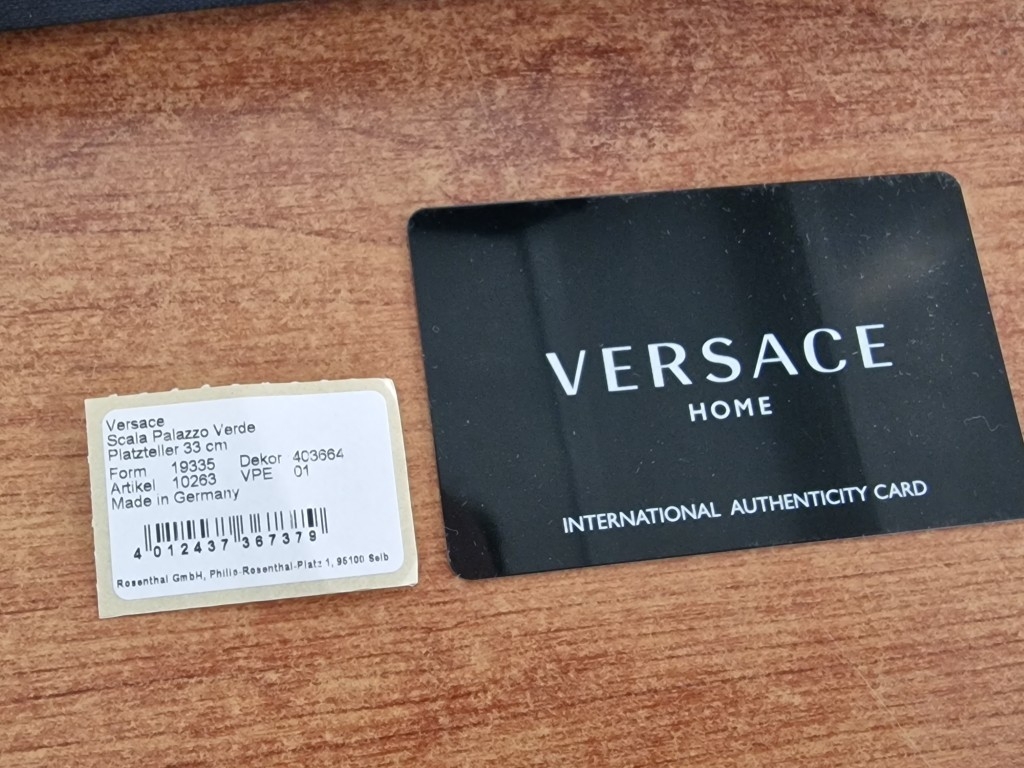 Versace
Scala Palazzo Verde
Platzteller 33 cm
Form 19335 Dekor 403664
Artikel 10263 VPE 01
Made in Germany
4 012437 367379
Rosenthal GmbH, Philip-Rosenthal-Platz 1, 95100 Selb
VERSACE
HOME
INTERNATIONAL AUTHENTICITY CARD